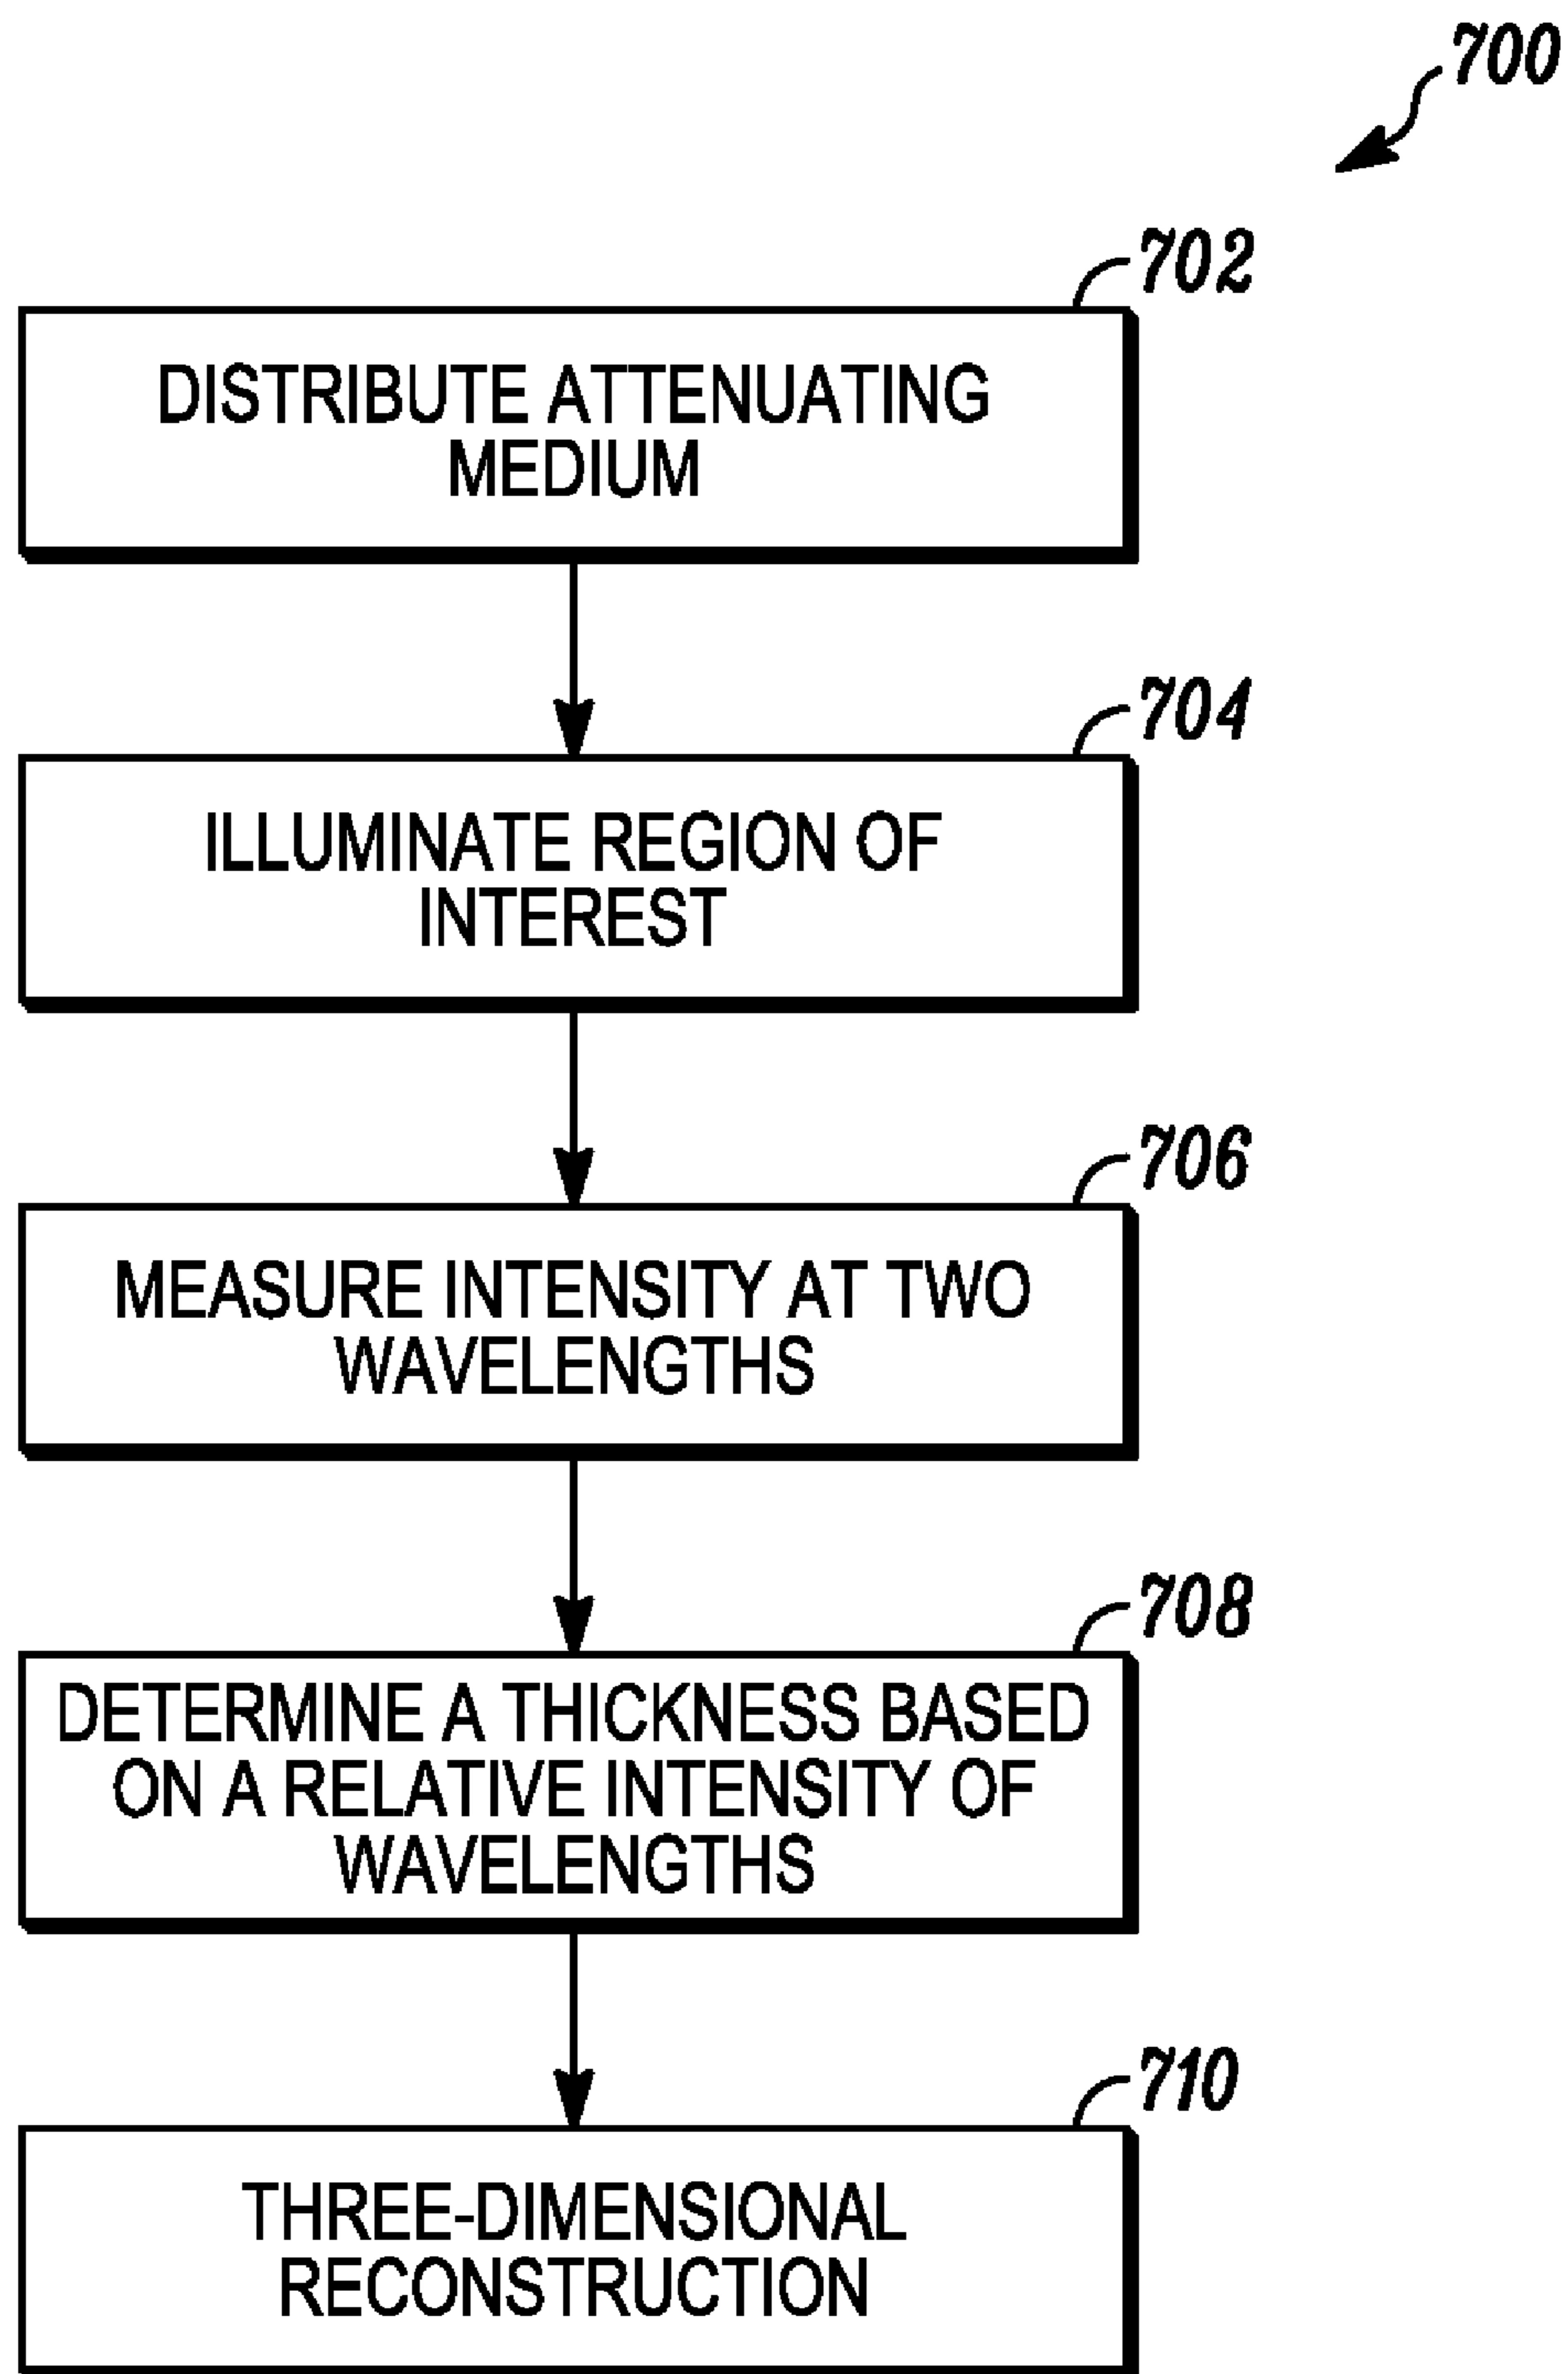 700
702
DISTRIBUTE ATTENUATING
MEDIUM
704
ILLUMINATE REGION OF
INTEREST
706
MEASURE INTENSITY AT TWO
WAVELENGTHS
708
DETERMINE A THICKNESS BASED
ON A RELATIVE INTENSITY OF
WAVELENGTHS
710
THREE-DIMENSIONAL
RECONSTRUCTION